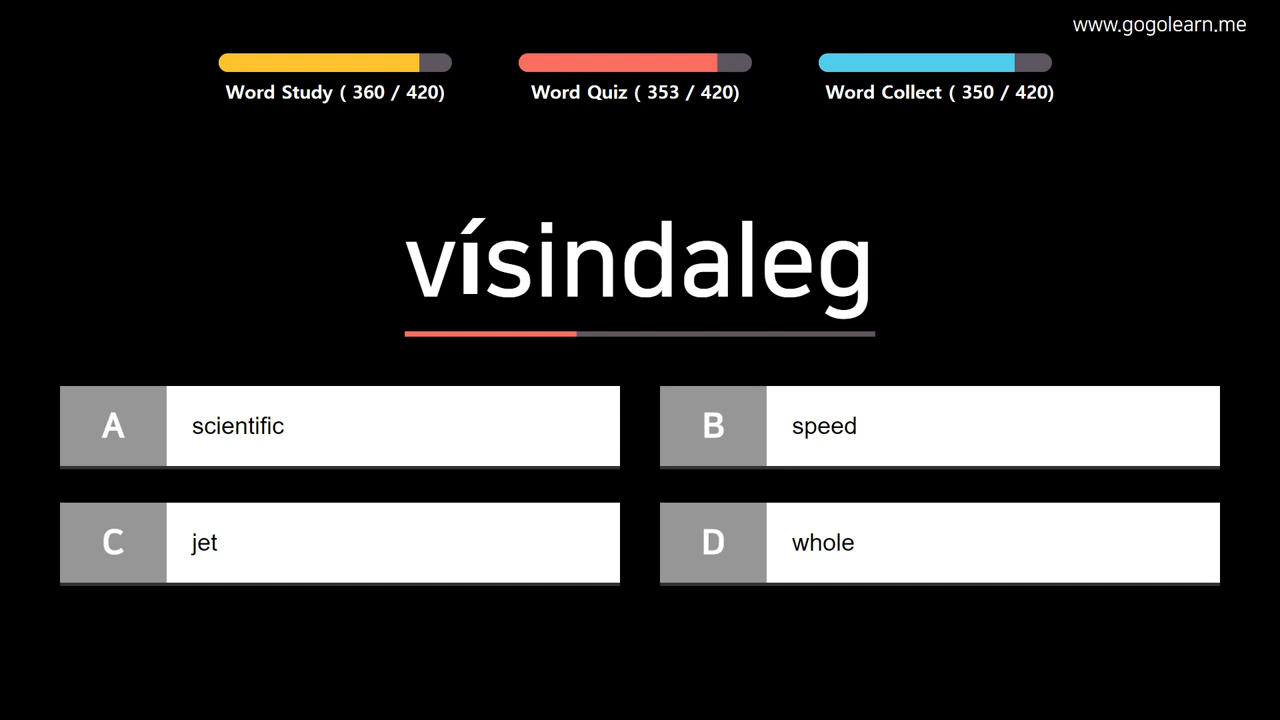 www.gogolearn.me
Word Study ( 360 / 420)
Word Quiz ( 353 / 420)
Word Collect ( 350 / 420)
vísindaleg
A scientific
B speed
C jet
D whole